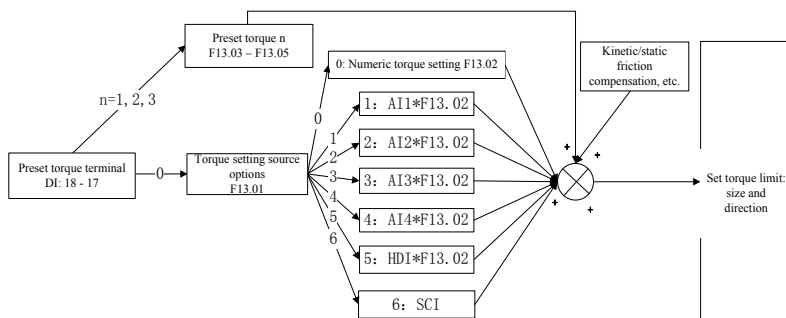 Preset torque n
F13.03 – F13.05
0: Numeric torque setting F13.02
Kinetic/static
friction
compensation, etc.
n=1, 2, 3
0
1: AI1*F13.02
1
2: AI2*F13.02
2
Preset torque terminal
DI: 18 - 17
0
Torque setting source
options
F13.01
3
3: AI3*F13.02
4
4: AI4*F13.02
5
5: HDI*F13.02
6
6: SCI
+
+
+
+
Set torque limit:
size and
direction